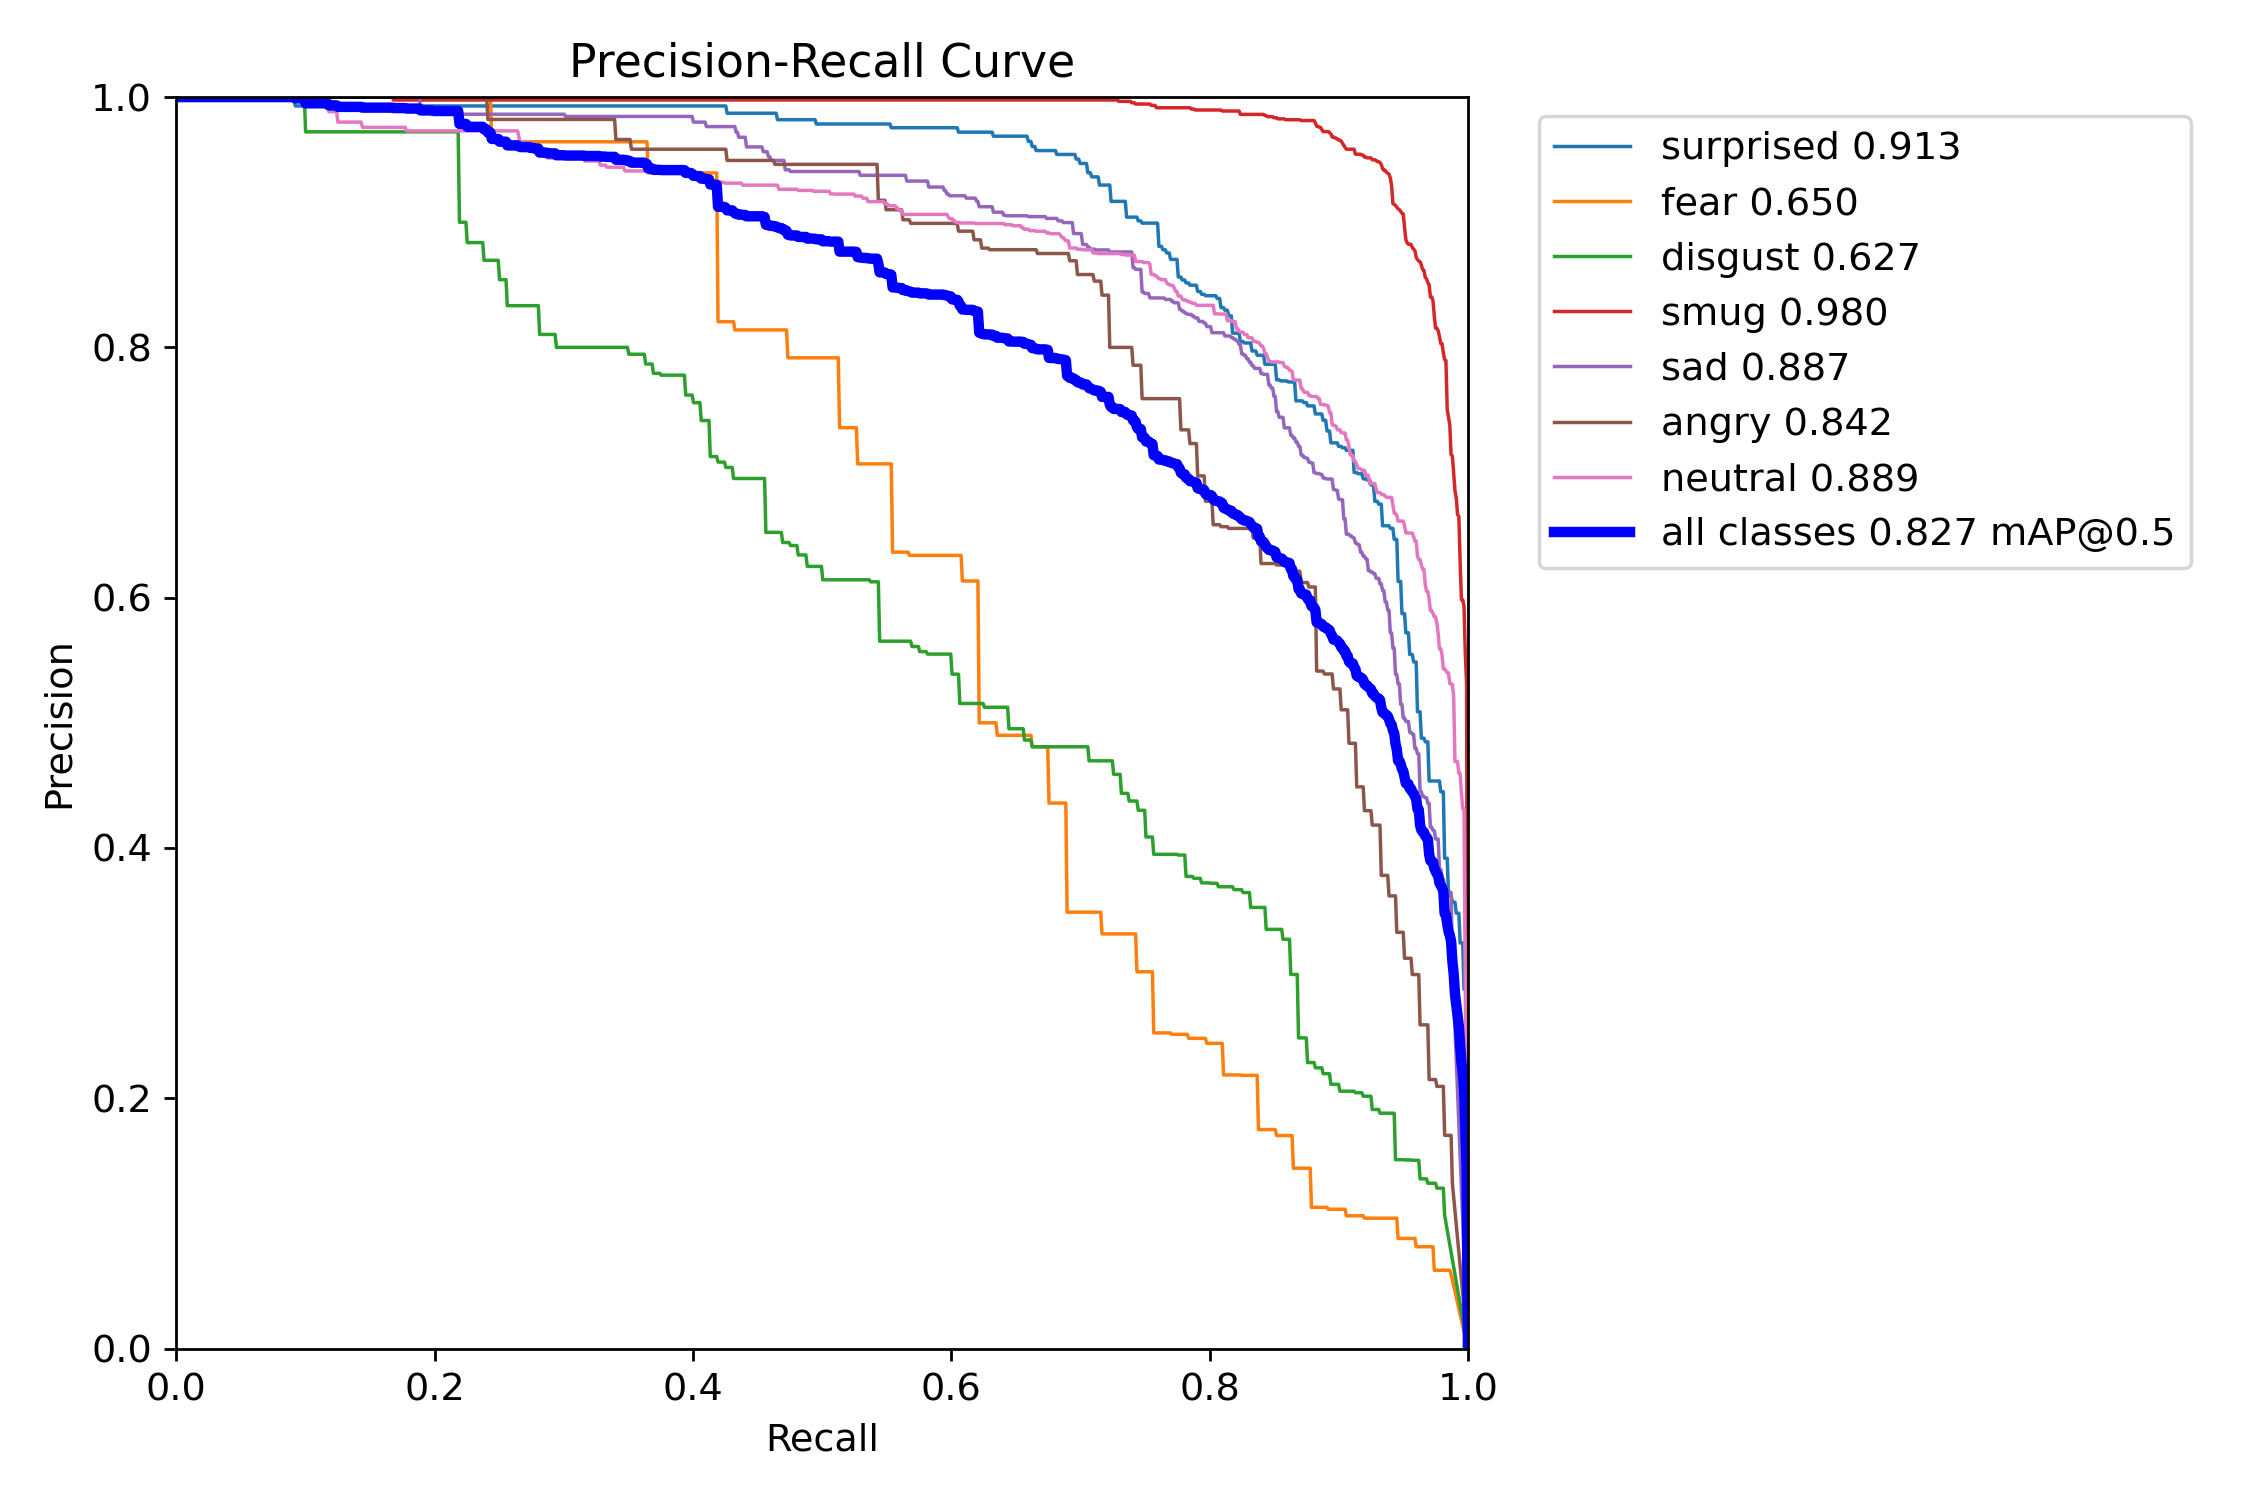 Precision-Recall Curve
1.0
0.8
0.6
0.4
0.2
0.0
Precision
0.0 0.2 0.4 0.6 0.8 1.0
Recall
surprised 0.913
fear 0.650
disgust 0.627
smug 0.980
sad 0.887
angry 0.842
neutral 0.889
all classes 0.827 mAP@0.5